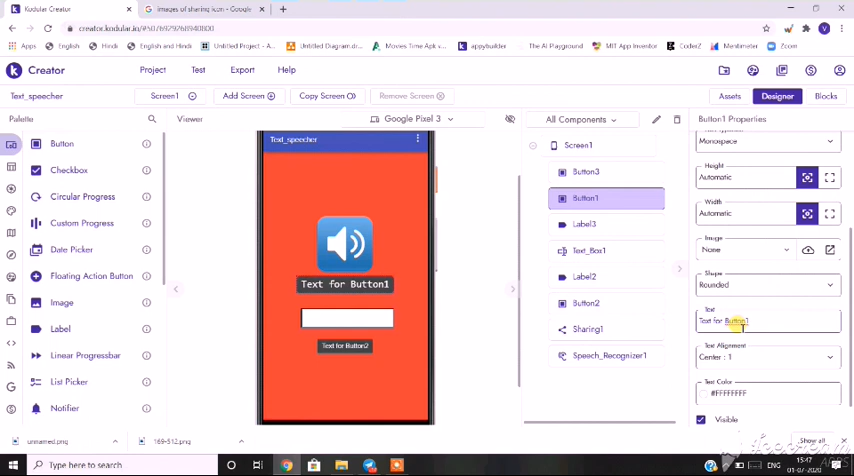 Kodular Creator
images of sharing icon - Google
creator.kodular.io/#5076929268940800
Apps
English
Hindi
English and Hindi
Untitled Project - A...
Untitled Diagram.dr...
Movies Time Apk v...
appybuilder
The AI Playground
MIT App Inventor
CoderZ
Mentimeter
Zoom
Creator
Project
Test
Export
Help
Text_speecher
Screen1
Add Screen
Copy Screen
Remove Screen
Assets
Designer
Blocks
Palette
Viewer
Google Pixel 3
All Components
Button1 Properties
Button
Checkbox
Circular Progress
Custom Progress
Date Picker
Floating Action Button
Image
Label
Linear Progressbar
List Picker
Notifier
Text_speecher
Text for Button1
Text for Button2
Screen1
Button3
Button1
Label3
Text_Box1
Label2
Button2
Sharing1
Speech_Recognizer1
Monospace
Height
Automatic
Width
Automatic
Image
None
Shape
Rounded
Text
Text for Button1
Text Alignment
Center : 1
Text Color
#FFFFFFFF
Visible
unnamed.png
169-512.png
Show all
Type here to search
ENG
15:47
01-07-2020